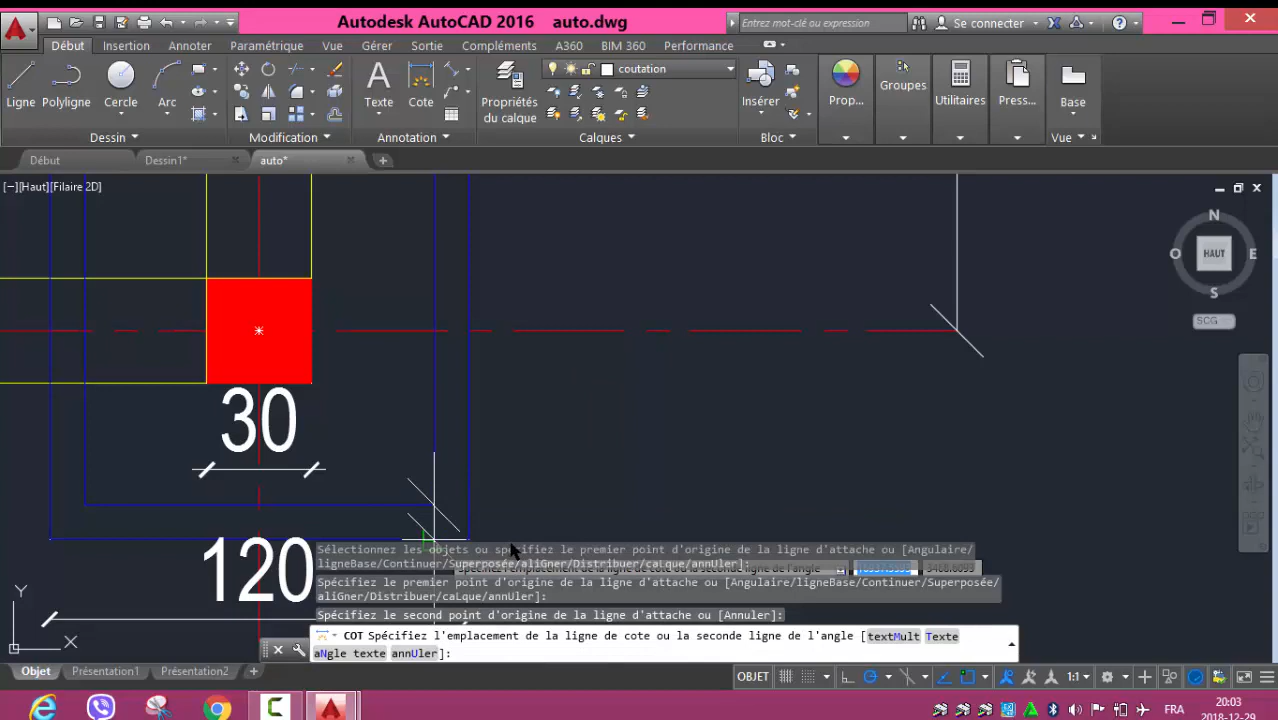 Autodesk AutoCAD 2016 auto.dwg
Entrez mot-clé ou expression
Se connecter
Début Insertion Annoter Paramétrique Vue Gérer Sortie Compléments A360 BIM 360 Performance
coutation
Ligne Polyligne Cercle Arc
Texte Cote
Propriétés
du calque
Insérer
Prop...
Groupes
Utilitaires
Press...
Base
Dessin Modification Annotation Calques Bloc Vue
Début Dessin1* auto*
[−][Haut][Filaire 2D]
N
O HAUT E
S
SCG
30
120
Sélectionnez les objets ou spécifiez le premier point d'origine de la ligne d'attache ou [Angulaire/
ligneBase/Continuer/Superposée/aliGner/Distribuer/caLque/annUler]:
Spécifiez le premier point d'origine de la ligne d'attache ou [Angulaire/ligneBase/Continuer/Superposée/
aliGner/Distribuer/caLque/annUler]:
Spécifiez le second point d'origine de la ligne d'attache ou [Annuler]:
COT Spécifiez l'emplacement de la ligne de cote ou la seconde ligne de l'angle [textMult Texte
aNgle texte annUler]:
Y
X
Objet Présentation1 Présentation2
OBJET
1:1
FRA
20:03
2018-12-29